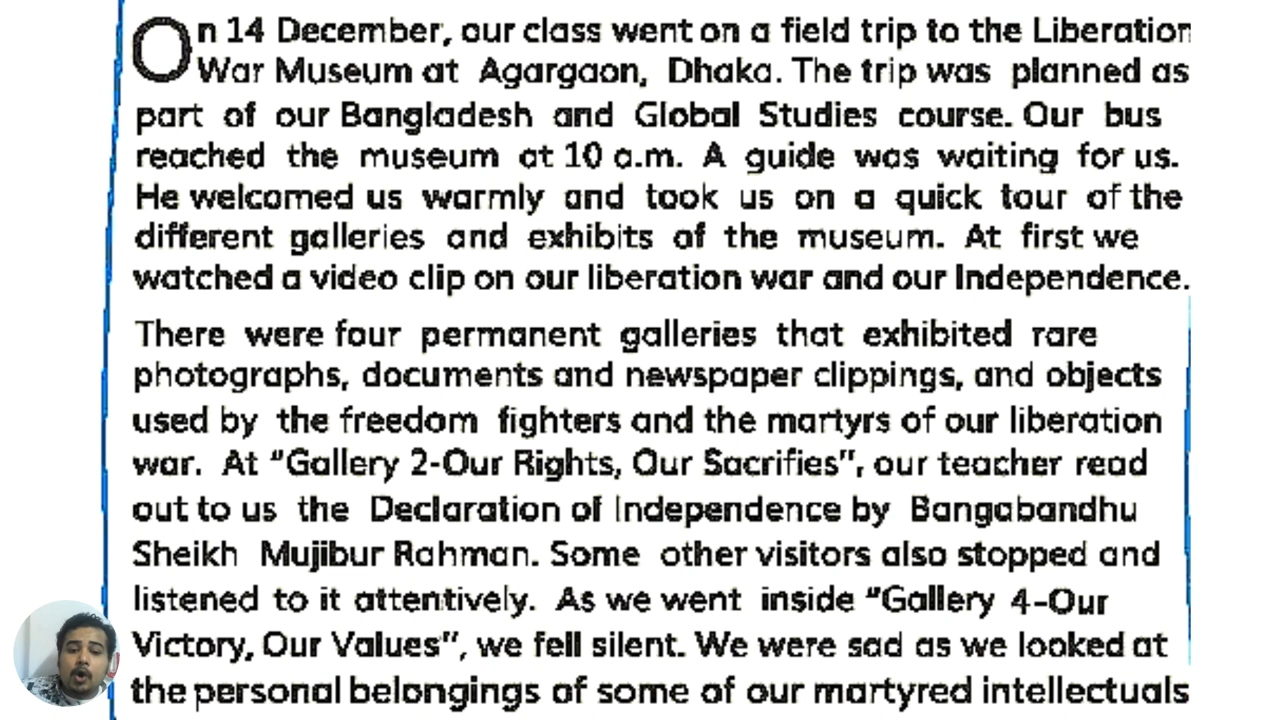 On 14 December, our class went on a field trip to the Liberation
War Museum at Agargaon, Dhaka. The trip was planned as
part of our Bangladesh and Global Studies course. Our bus
reached the museum at 10 a.m. A guide was waiting for us.
He welcomed us warmly and took us on a quick tour of the
different galleries and exhibits of the museum. At first we
watched a video clip on our liberation war and our Independence.
There were four permanent galleries that exhibited rare
photographs, documents and newspaper clippings, and objects
used by the freedom fighters and the martyrs of our liberation
war. At "Gallery 2-Our Rights, Our Sacrifies", our teacher read
out to us the Declaration of Independence by Bangabandhu
Sheikh Mujibur Rahman. Some other visitors also stopped and
listened to it attentively. As we went inside "Gallery 4-Our
Victory, Our Values", we fell silent. We were sad as we looked at
the personal belongings of some of our martyred intellectuals